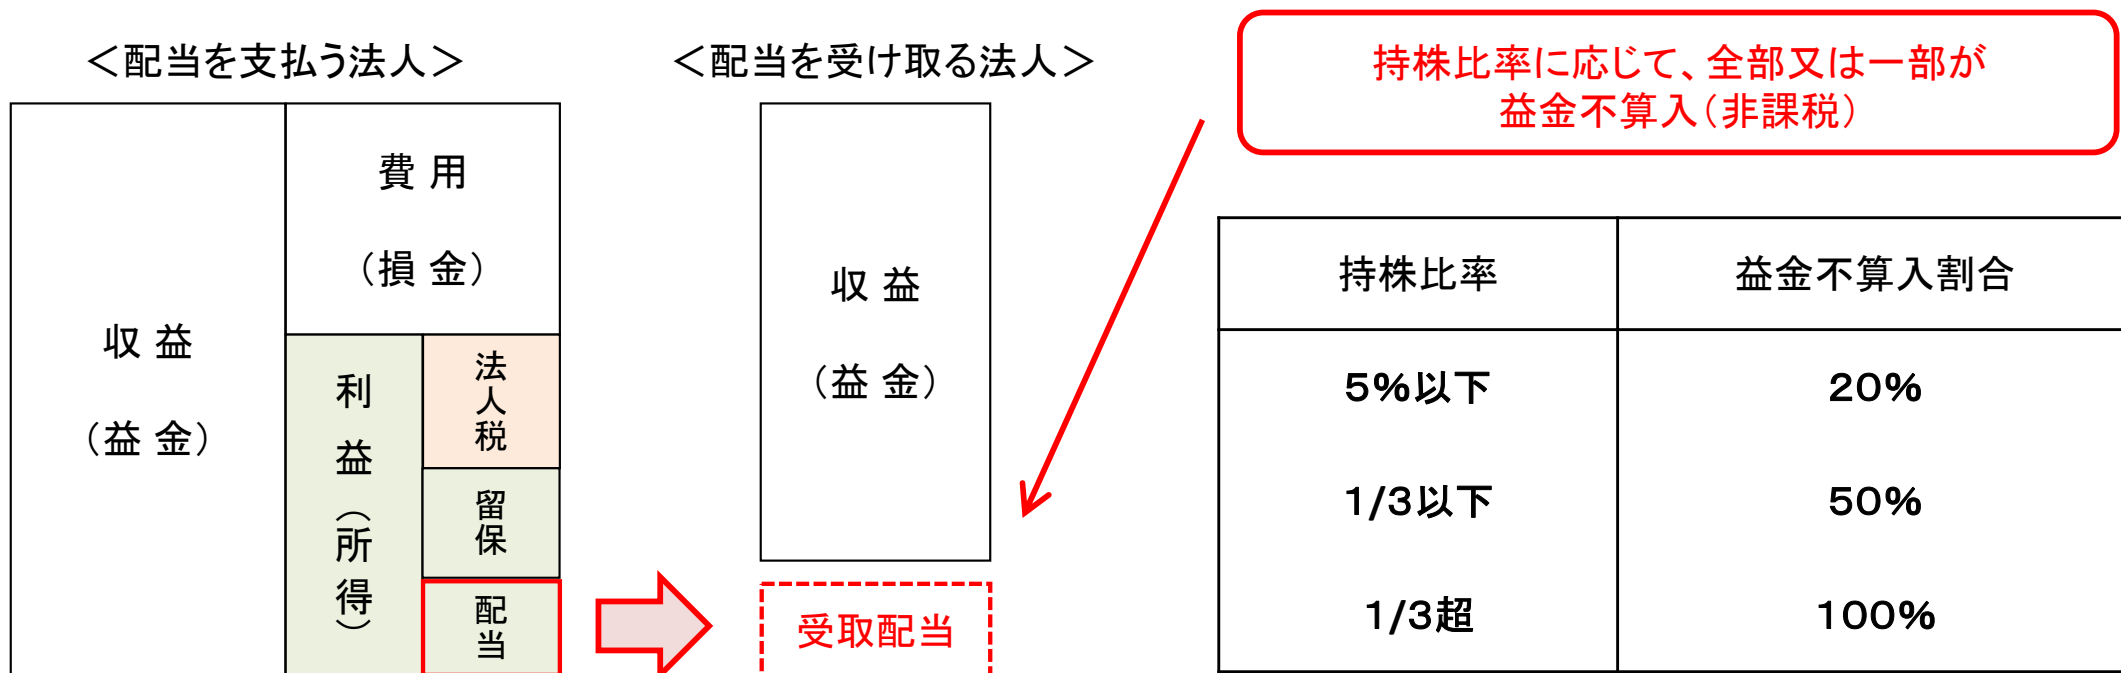 ＜配当を支払う法人＞
収 益
（益 金）
費 用
（損 金）
利益（所得）
法人税
留保
配当
＜配当を受け取る法人＞
収 益
（益 金）
受取配当
持株比率に応じて、全部又は一部が
益金不算入（非課税）
持株比率 益金不算入割合
5%以下 20%
1/3以下 50%
1/3超 100%